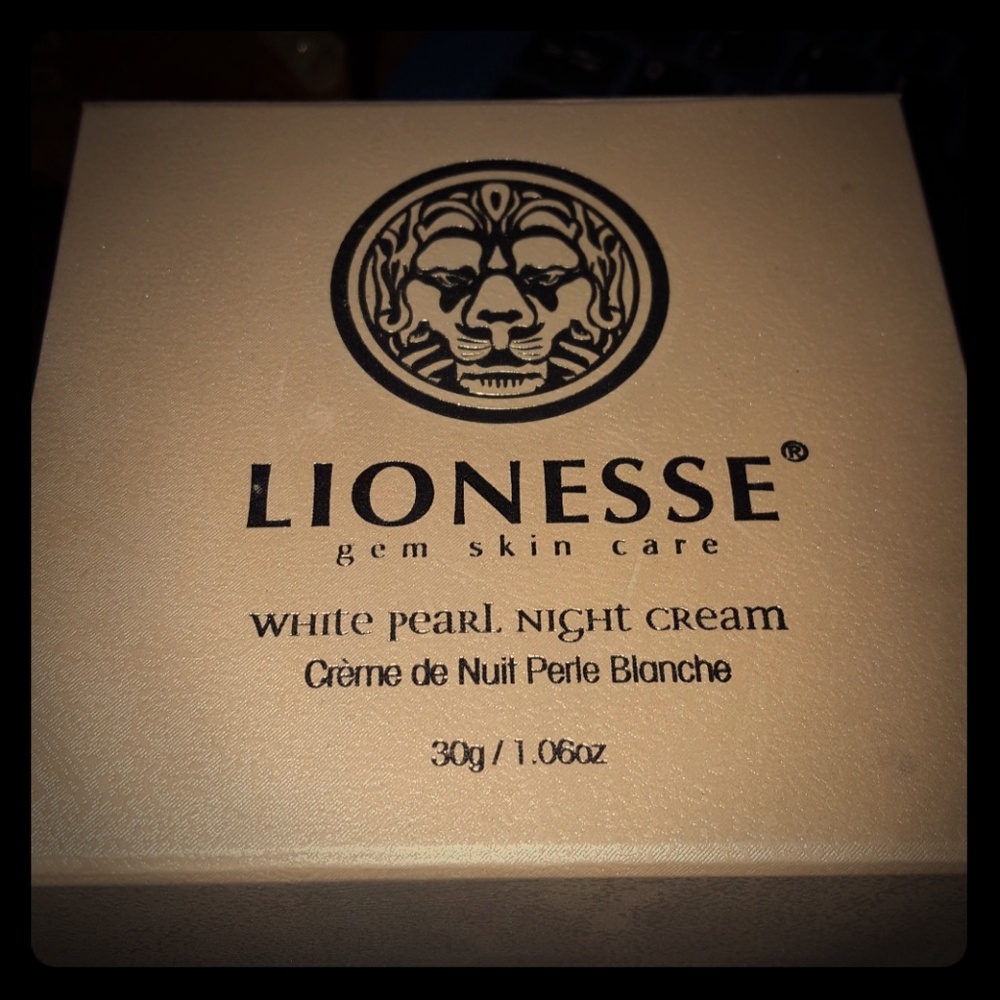 LIONESSE®
gem skin care
WHITE PEARL NIGHT CREAM
Crème de Nuit Perle Blanche
30g / 1.06oz